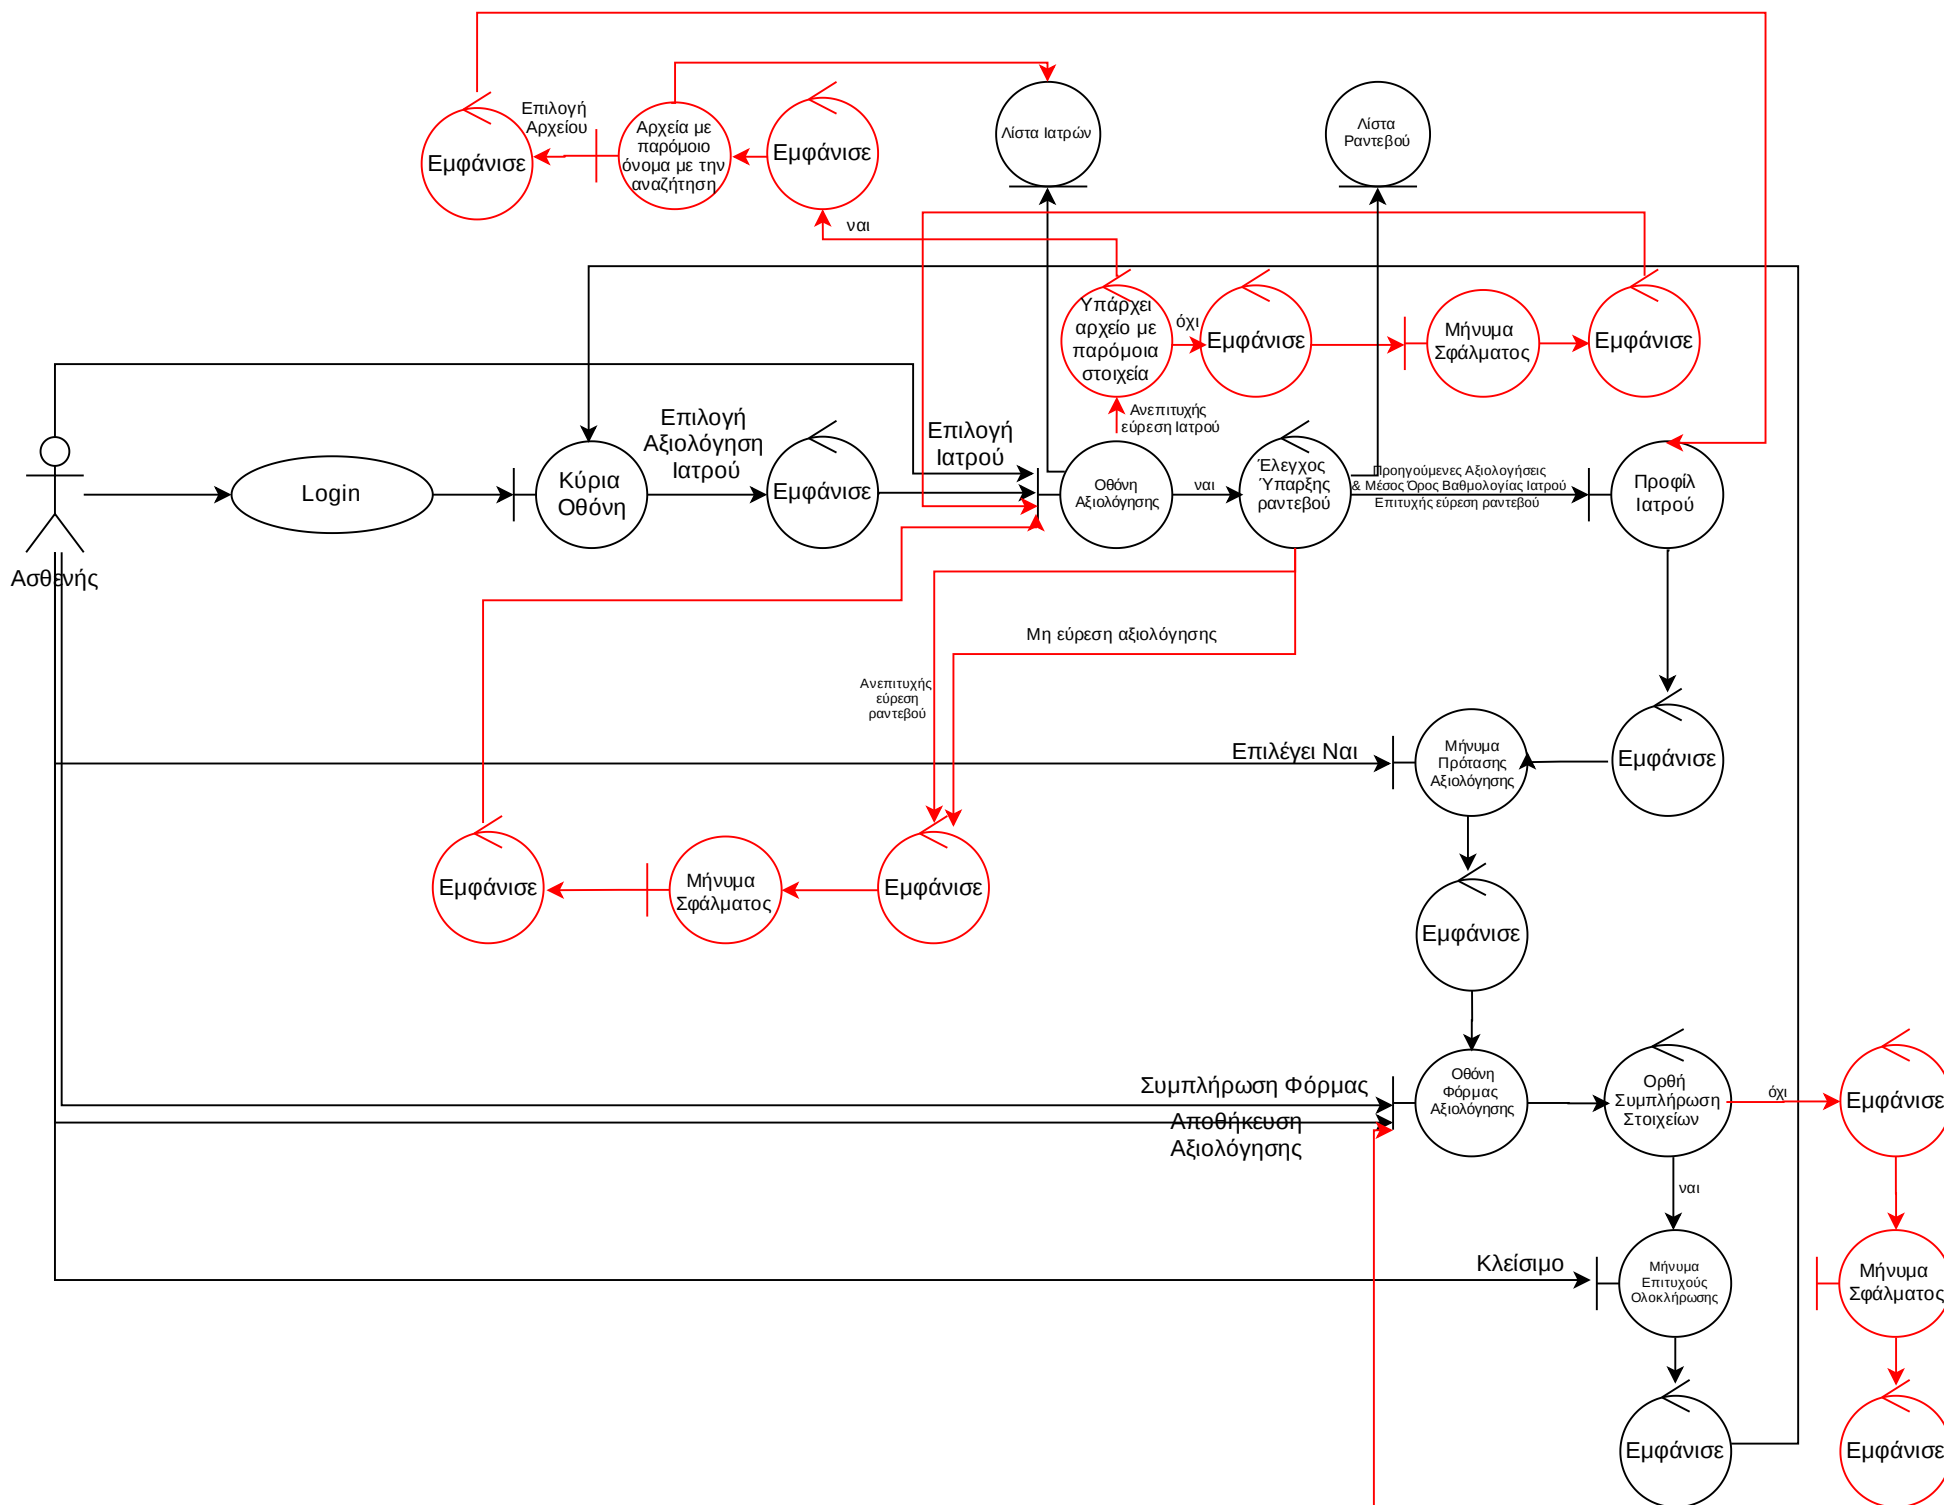 Επιλογή
Αρχείου
Εμφάνισε
Αρχεία με
παρόμοιο
όνομα με την
αναζήτηση
Εμφάνισε
Λίστα Ιατρών
Λίστα
Ραντεβού
ναι
Υπάρχει
αρχείο με
παρόμοια
στοιχεία
όχι
Εμφάνισε
Μήνυμα
Σφάλματος
Εμφάνισε
Ανεπιτυχής
εύρεση Ιατρού
Ασθενής
Login
Κύρια
Οθόνη
Επιλογή
Αξιολόγηση
Ιατρού
Εμφάνισε
Επιλογή
Ιατρού
Οθόνη
Αξιολόγησης
ναι
Έλεγχος
Ύπαρξης
ραντεβού
Προηγούμενες Αξιολογήσεις
& Μέσος Όρος Βαθμολογίας Ιατρού
Επιτυχής εύρεση ραντεβού
Προφίλ
Ιατρού
Μη εύρεση αξιολόγησης
Ανεπιτυχής
εύρεση
ραντεβού
Επιλέγει Ναι
Μήνυμα
Πρότασης
Αξιολόγησης
Εμφάνισε
Εμφάνισε
Μήνυμα
Σφάλματος
Εμφάνισε
Εμφάνισε
Συμπλήρωση Φόρμας
Αποθήκευση
Αξιολόγησης
Οθόνη
Φόρμας
Αξιολόγησης
Ορθή
Συμπλήρωση
Στοιχείων
όχι
Εμφάνισε
ναι
Κλείσιμο
Μήνυμα
Επιτυχούς
Ολοκλήρωσης
Μήνυμα
Σφάλματος
Εμφάνισε
Εμφάνισε